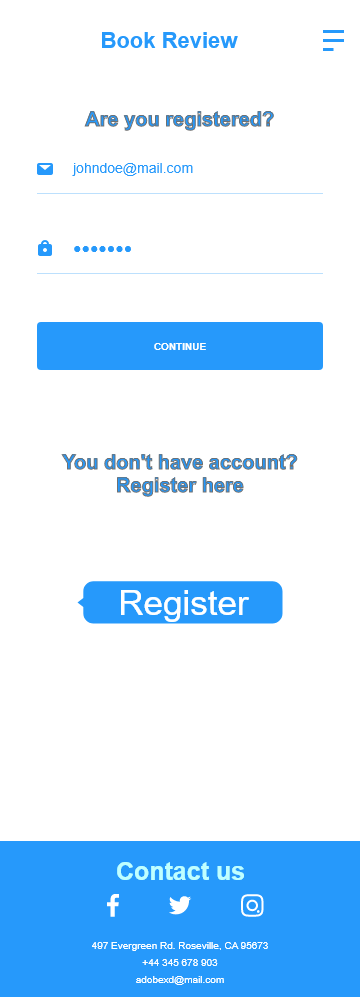 Book Review
Are you registered?
johndoe@mail.com
•••••••
CONTINUE
You don't have account?
Register here
Register
Contact us
497 Evergreen Rd. Roseville, CA 95673
+44 345 678 903
adobexd@mail.com